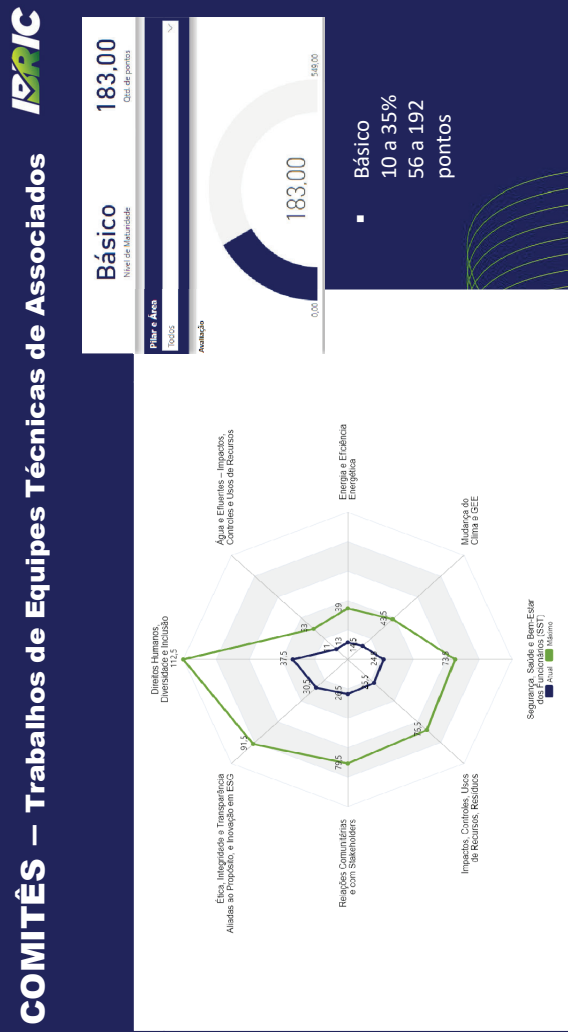 COMITÊS – Trabalhos de Equipes Técnicas de Associados
IBRIC
Básico
Nível de Maturidade
183,00
Qtd. de pontos
Pilar e Área
Todos
Avaliação
183,00
0,00
549,00
▪ Básico
10 a 35%
56 a 192
pontos
Direitos Humanos,
Diversidade e Inclusão
112,5
Água e Efluentes – Impactos,
Controles e Usos de Recursos
33
Energia e Eficiência
Energética
39
Mudança do
Clima e GEE
43,5
Segurança, Saúde e Bem-Estar
dos Funcionários (SST)
73,5
Impactos, Controles, Usos
de Recursos, Resíduos
76,5
Relações Comunitárias
e com Stakeholders
79,5
Ética, Integridade e Transparência
Aliadas ao Propósito, e Inovação em ESG
91,5
37,5
13
30,5
Atual
Máximo